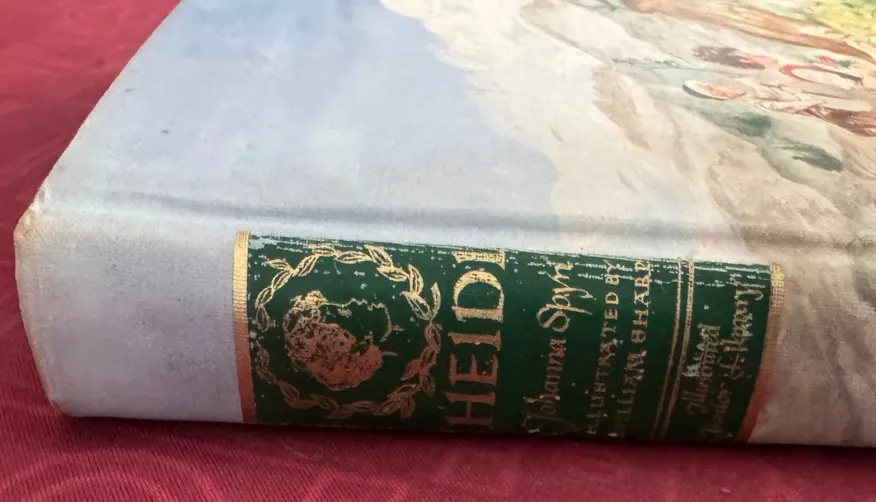 HEIDI
Johanna Spyri
ILLUSTRATED BY
WILLIAM SHARP
Illustrated
Junior Library